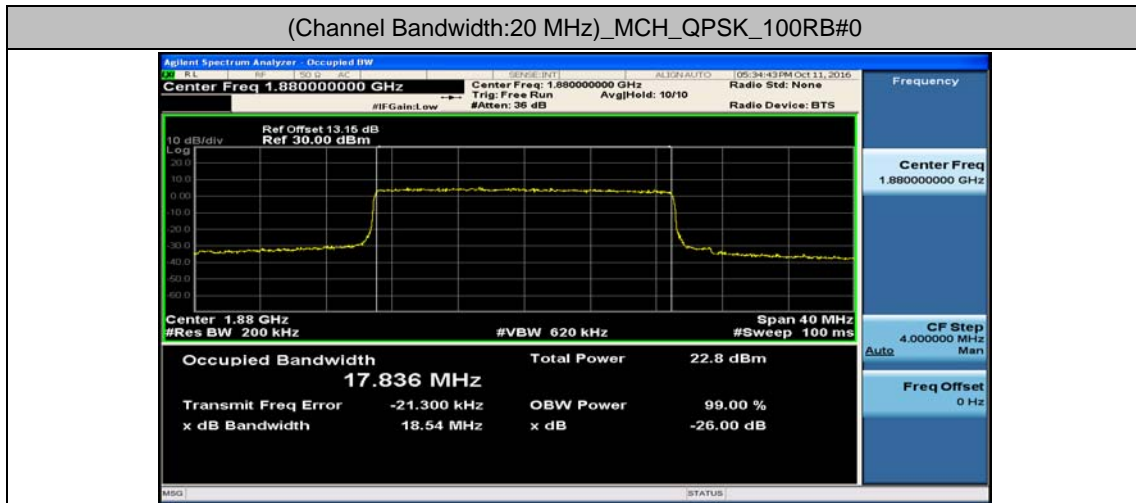 (Channel Bandwidth:20 MHz)_MCH_QPSK_100RB#0
Agilent Spectrum Analyzer - Occupied BW
RL RF 50 Ω AC SENSE:INT ALIGNAUTO 05:34:43 PM Oct 11, 2016
Center Freq 1.880000000 GHz
Center Freq: 1.880000000 GHz
Radio Std: None
Trig: Free Run Avg|Hold: 10/10
#IFGain:Low #Atten: 36 dB Radio Device: BTS
Ref Offset 13.15 dB
10 dB/div Ref 30.00 dBm
Log
20.0
10.0
0.00
-10.0
-20.0
-30.0
-40.0
-50.0
-60.0
Center 1.88 GHz Span 40 MHz
#Res BW 200 kHz #VBW 620 kHz #Sweep 100 ms
Occupied Bandwidth Total Power 22.8 dBm
17.836 MHz
Transmit Freq Error -21.300 kHz OBW Power 99.00 %
x dB Bandwidth 18.54 MHz x dB -26.00 dB
MSG STATUS
Frequency
Center Freq
1.880000000 GHz
CF Step
4.000000 MHz
Auto Man
Freq Offset
0 Hz